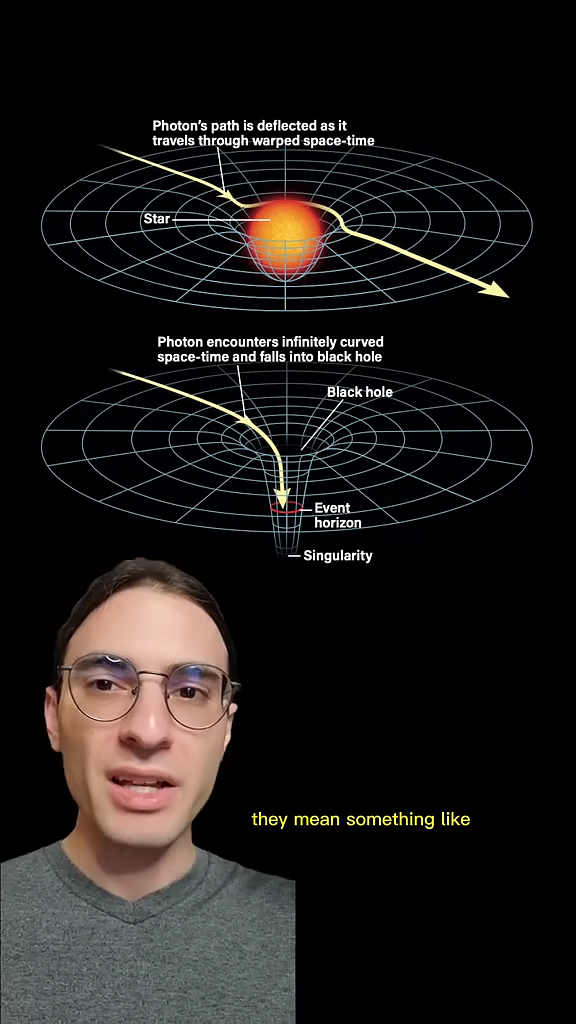 Photon's path is deflected as it
travels through warped space-time
Star
Photon encounters infinitely curved
space-time and falls into black hole
Black hole
Event
horizon
Singularity
they mean something like